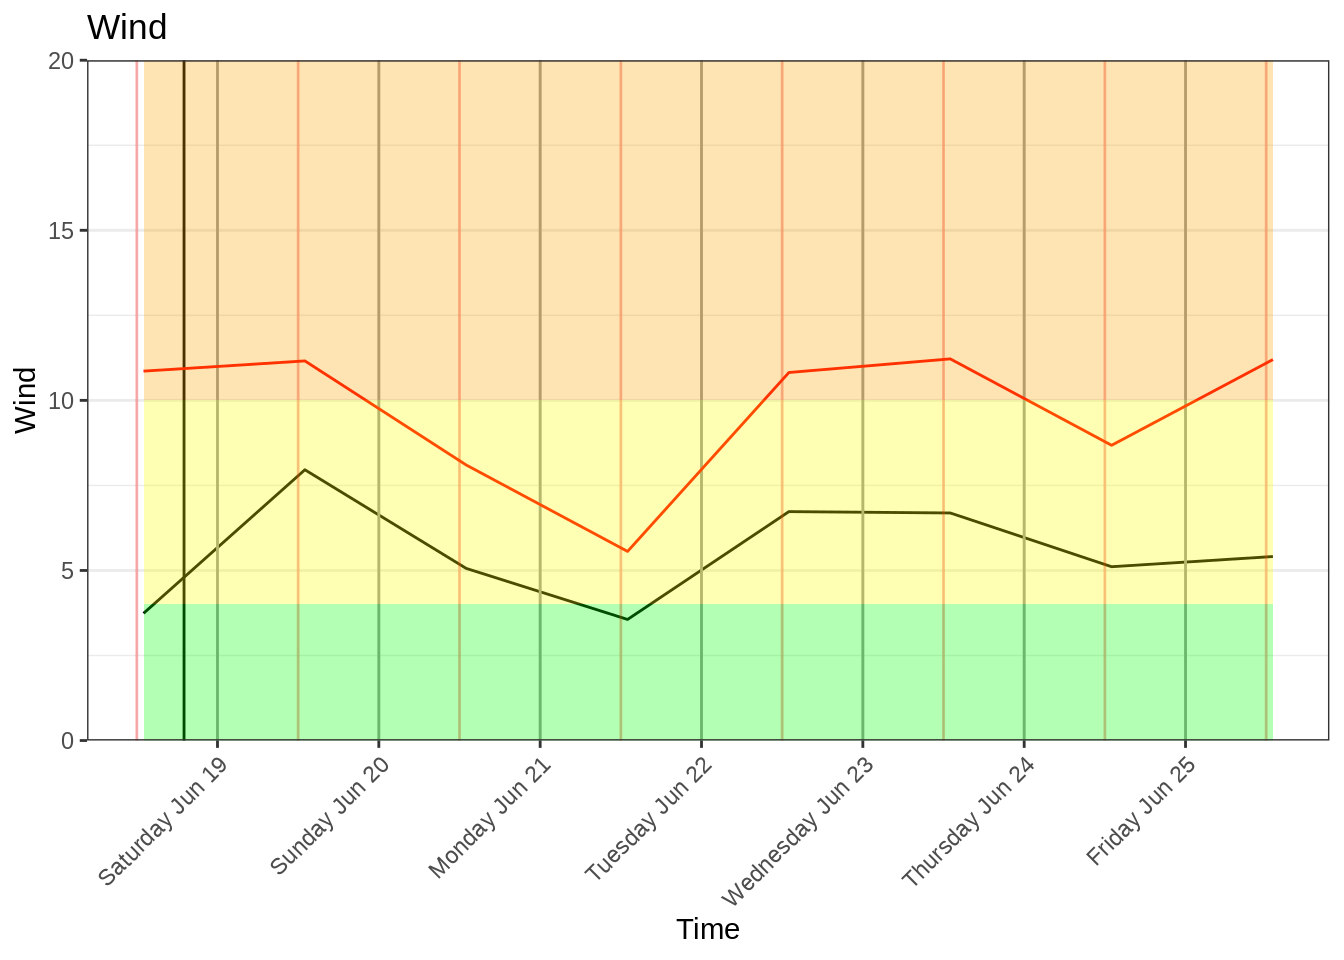 Wind
20
15
10
5
0
Wind
Saturday Jun 19
Sunday Jun 20
Monday Jun 21
Tuesday Jun 22
Wednesday Jun 23
Thursday Jun 24
Friday Jun 25
Time